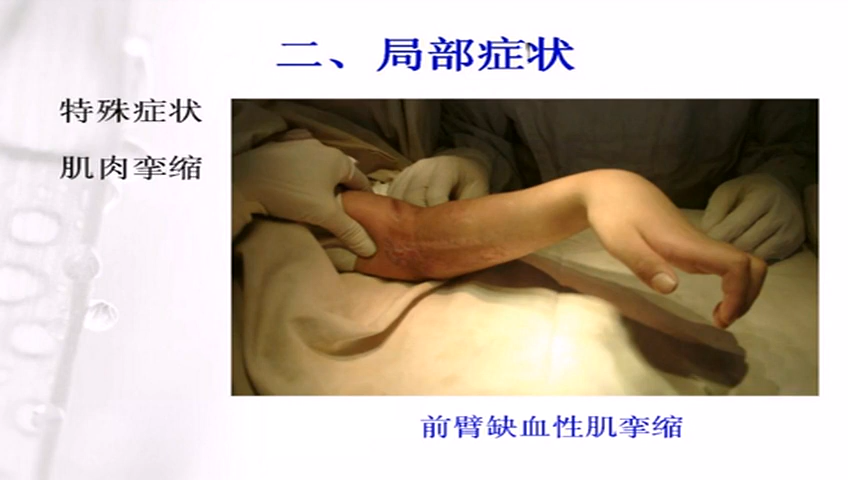 二、局部症状
特殊症状
肌肉挛缩
前臂缺血性肌挛缩